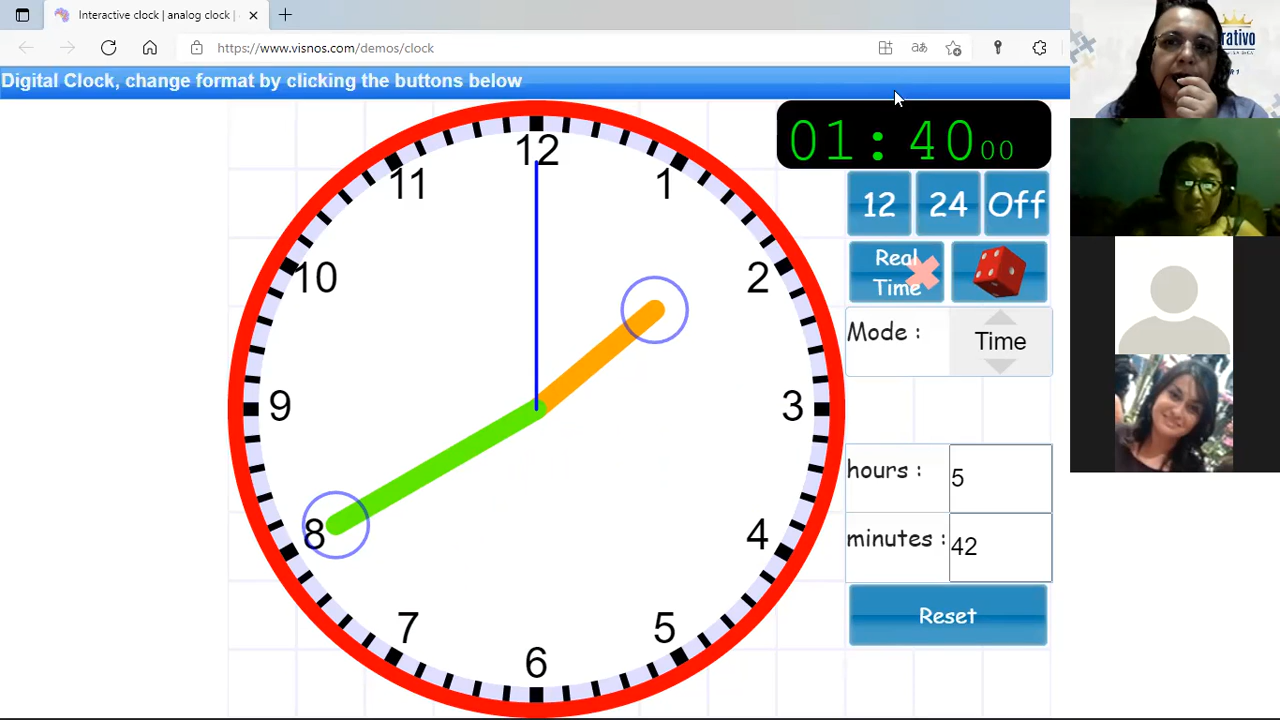 Interactive clock | analog clock |
https://www.visnos.com/demos/clock
Digital Clock, change format by clicking the buttons below
01:40 00
12 24 Off
Real Time
Mode : Time
hours : 5
minutes : 42
Reset
12
1
2
3
4
5
6
7
8
9
10
11